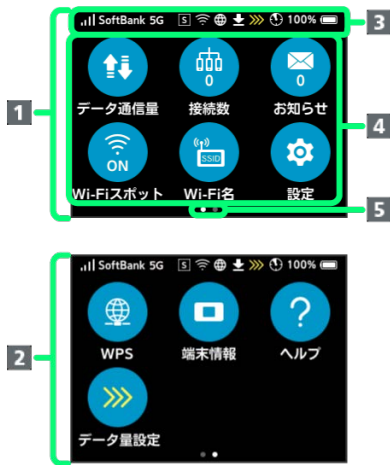 SoftBank 5G S 100%
3
0 0
データ通信量 接続数 お知らせ
1
4
ON SSID
Wi-Fiスポット Wi-Fi名 設定
5
SoftBank 5G S 100%
?
WPS 端末情報 ヘルプ
2
データ量設定